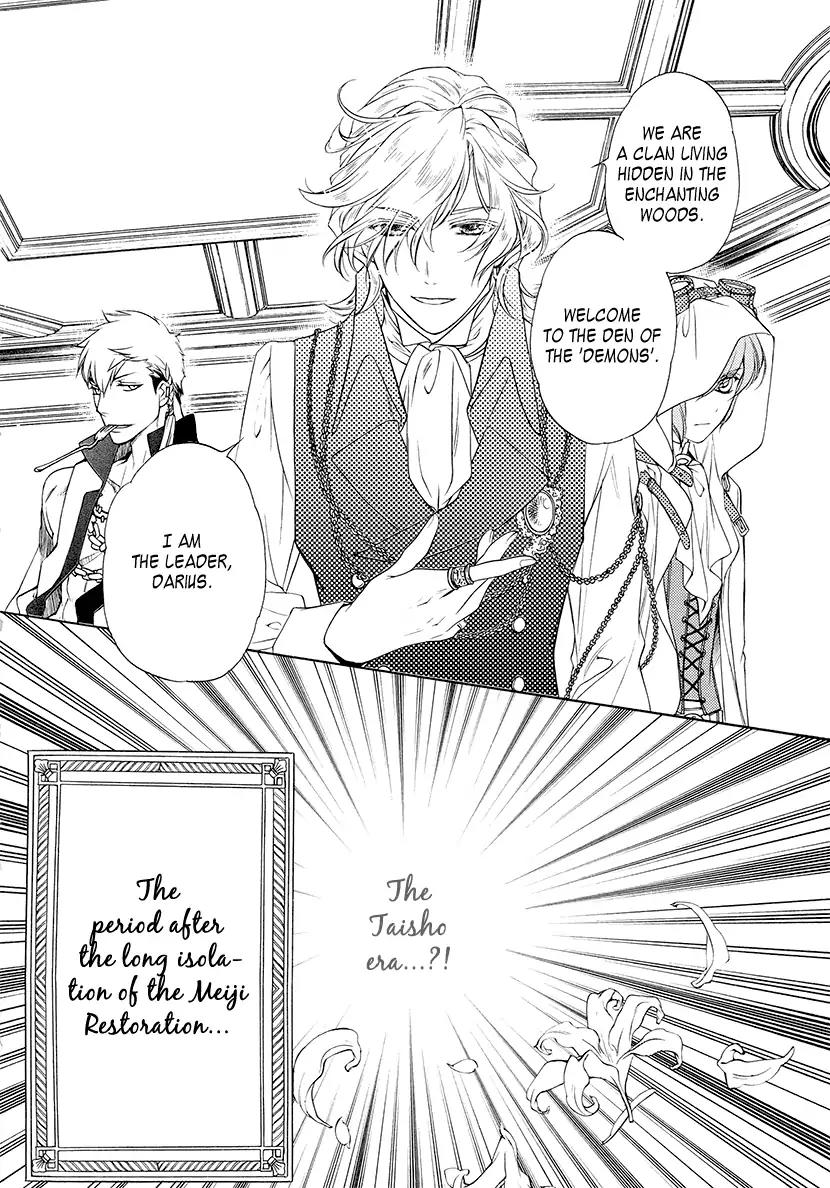 WE ARE
A CLAN LIVING
HIDDEN IN THE
ENCHANTING
WOODS.
WELCOME
TO THE DEN OF
THE 'DEMONS'.
I AM
THE LEADER,
DARIUS.
The
Taisho
era...?!
The
period after
the long isola-
tion of the Meiji
Restoration...